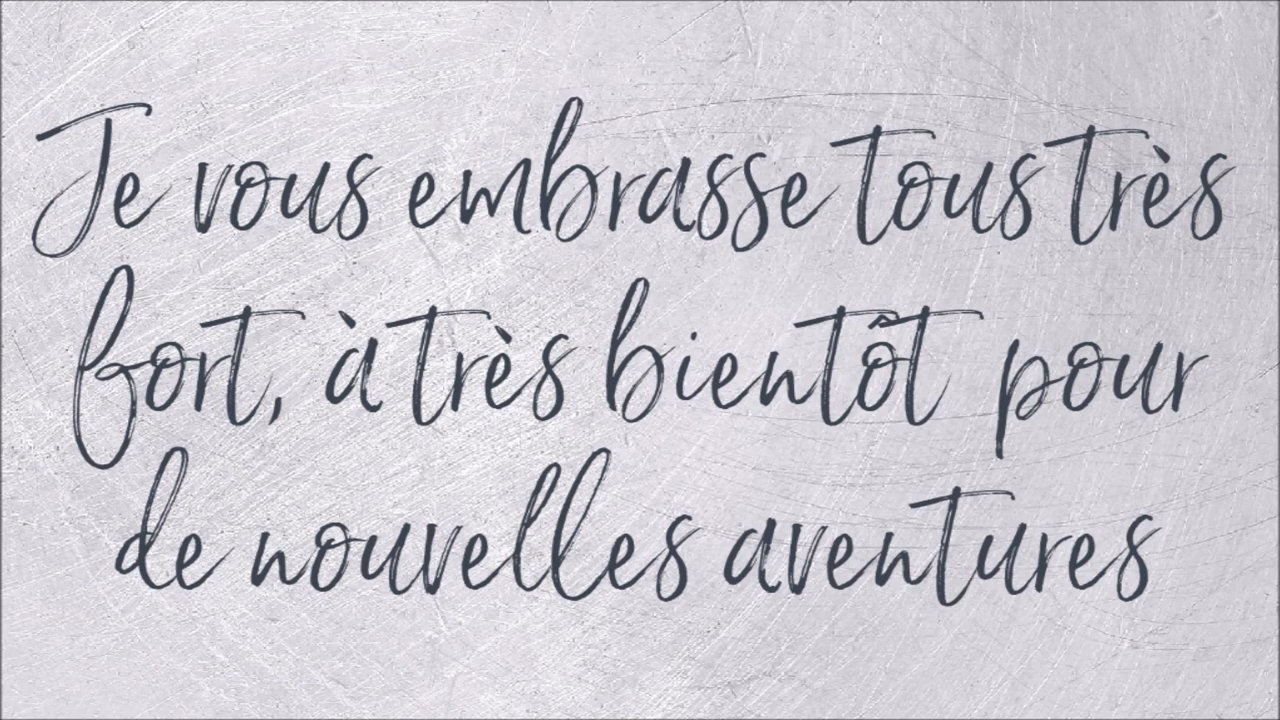 Je vous embrasse tous très
fort, à très bientôt pour
de nouvelles aventures